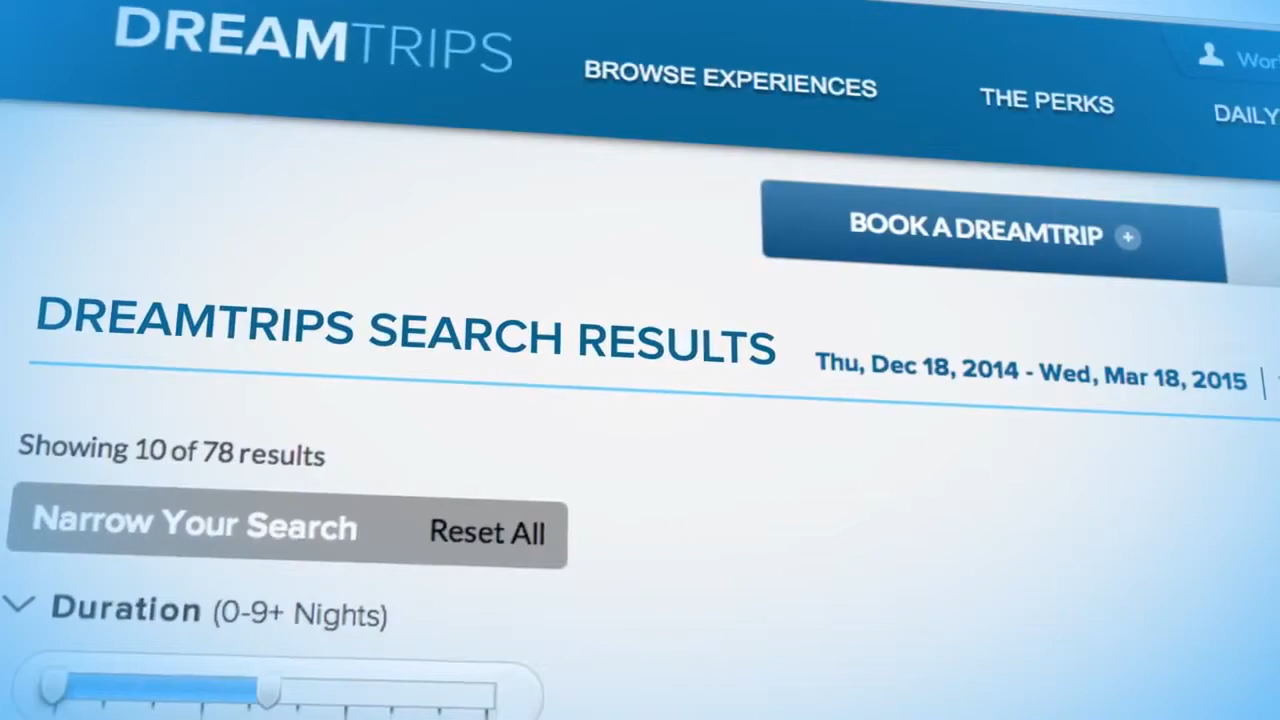 DREAMTRIPS
BROWSE EXPERIENCES
THE PERKS
DAILY
BOOK A DREAMTRIP +
DREAMTRIPS SEARCH RESULTS
Thu, Dec 18, 2014 - Wed, Mar 18, 2015 |
Showing 10 of 78 results
Narrow Your Search
Reset All
Duration (0-9+ Nights)